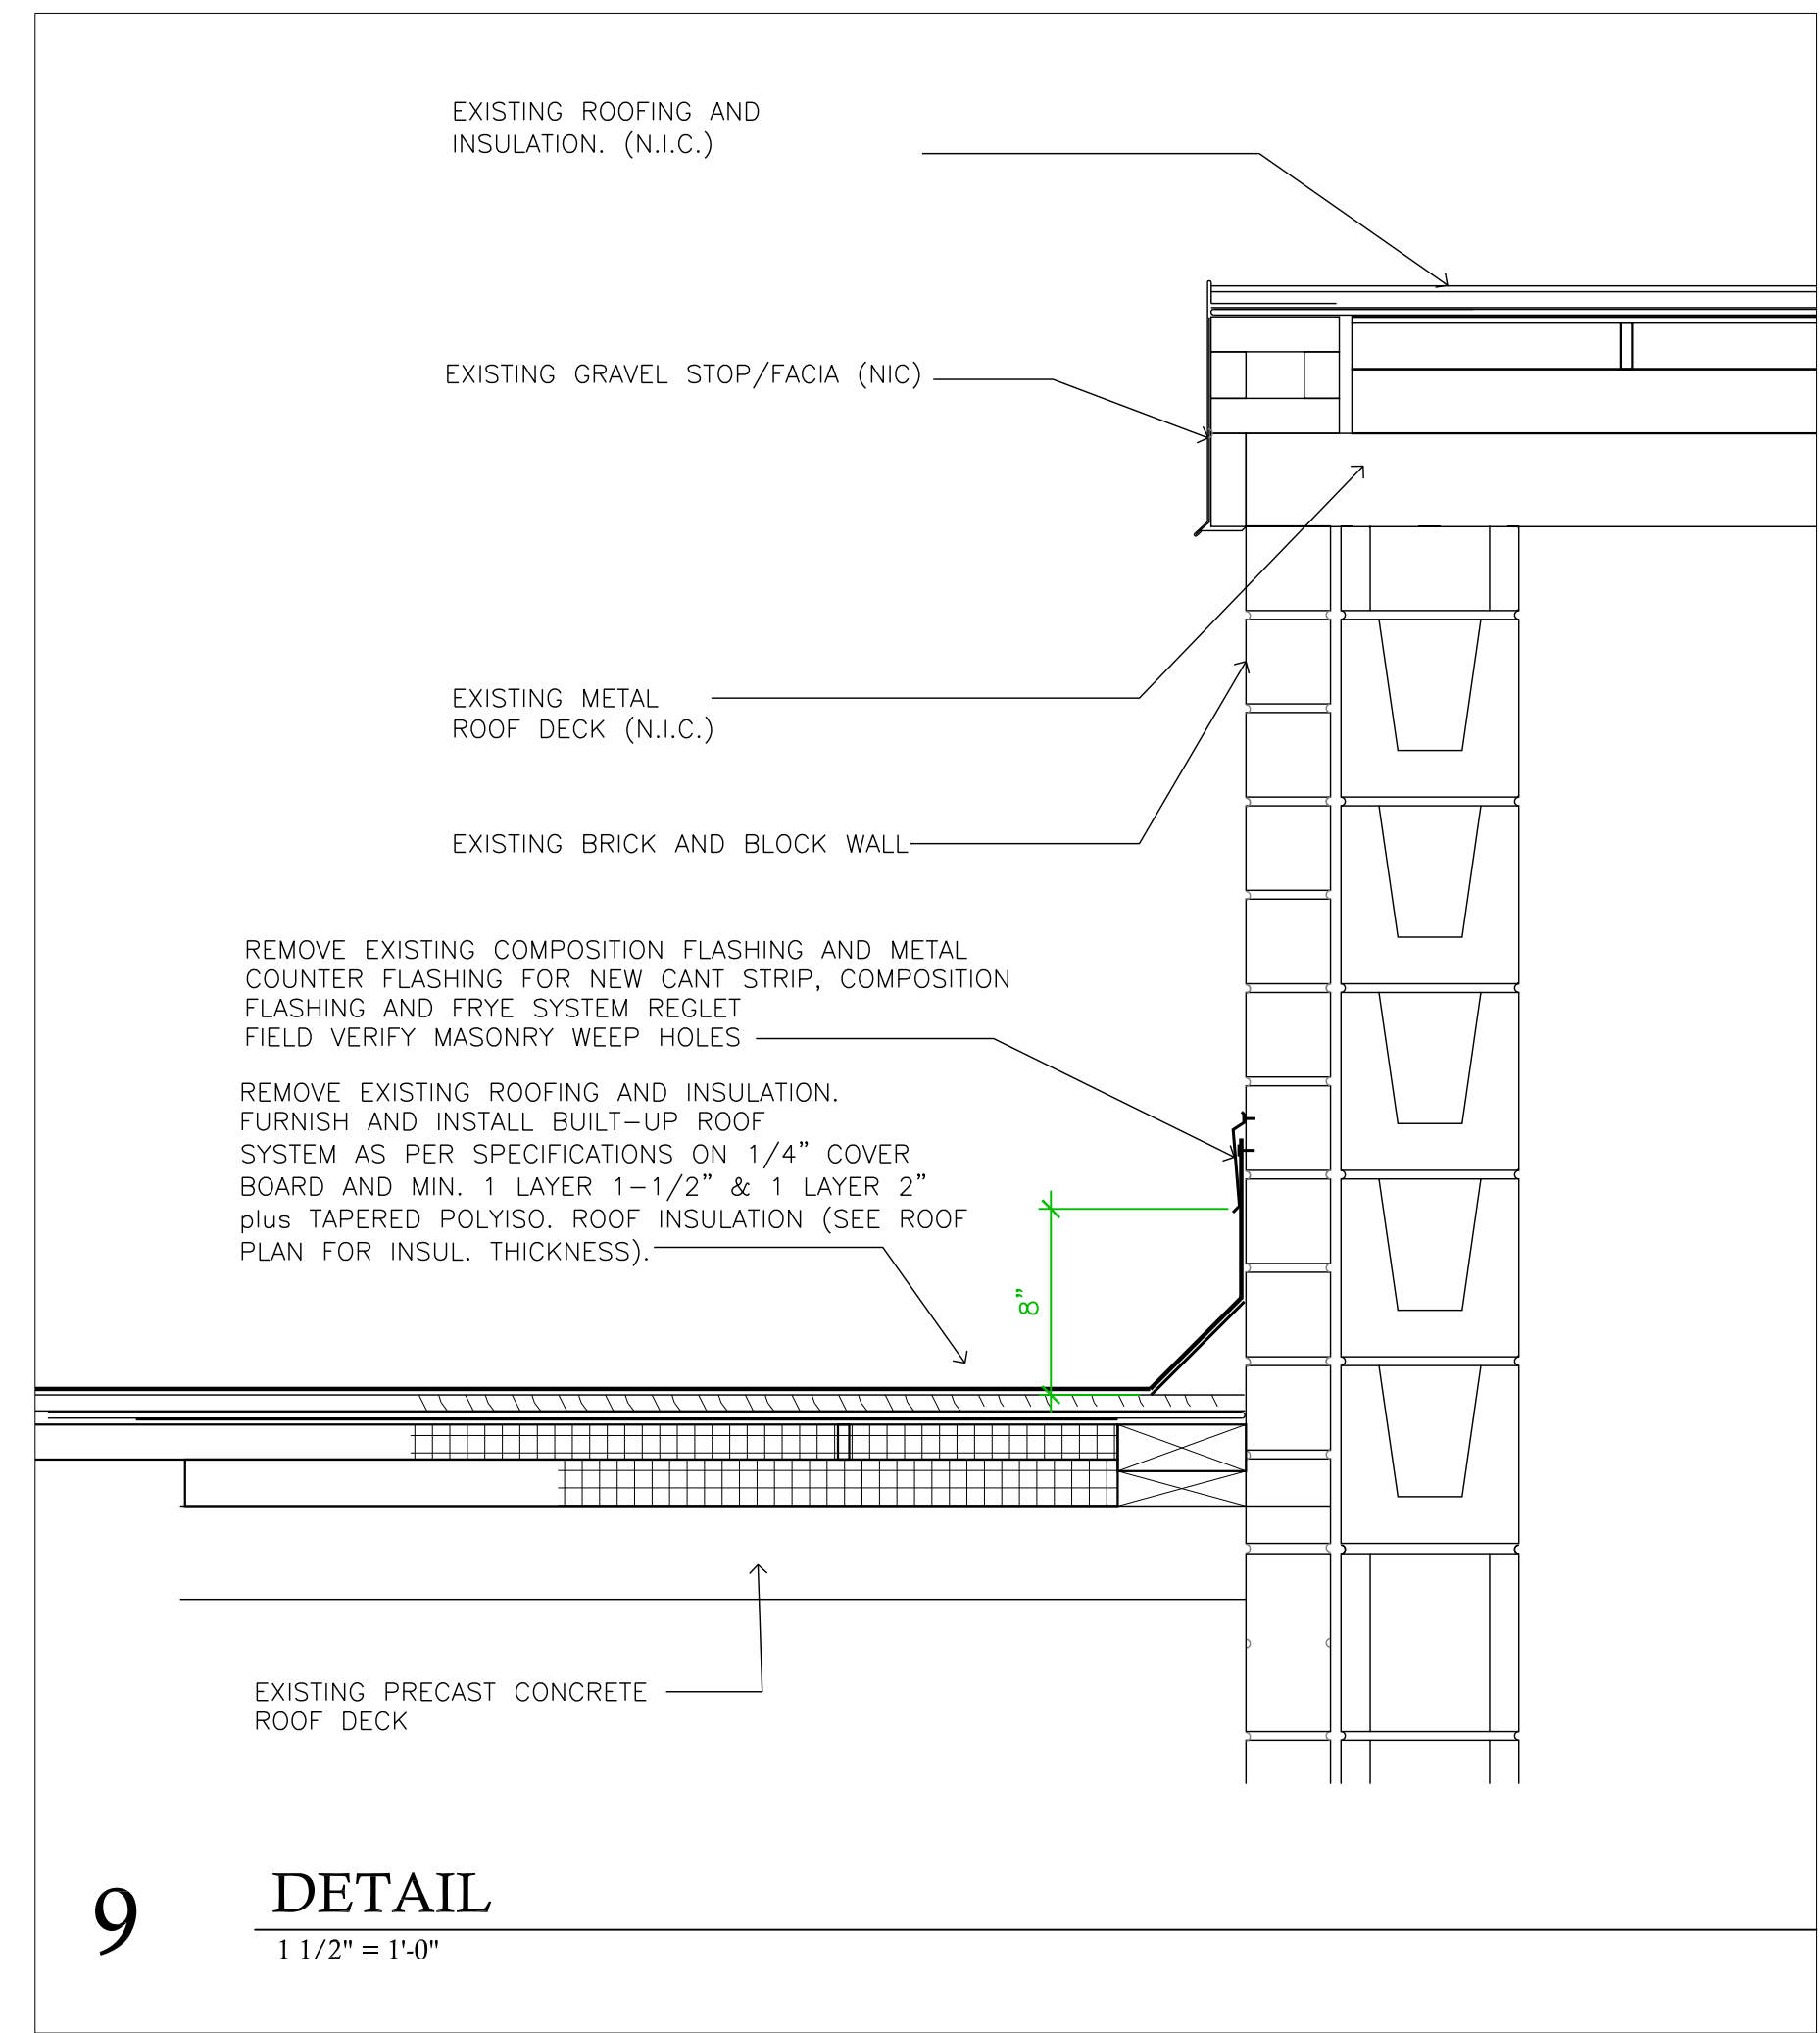 EXISTING ROOFING AND
INSULATION. (N.I.C.)
EXISTING GRAVEL STOP/FACIA (NIC)
EXISTING METAL
ROOF DECK (N.I.C.)
EXISTING BRICK AND BLOCK WALL
REMOVE EXISTING COMPOSITION FLASHING AND METAL
COUNTER FLASHING FOR NEW CANT STRIP, COMPOSITION
FLASHING AND FRYE SYSTEM REGLET
FIELD VERIFY MASONRY WEEP HOLES
REMOVE EXISTING ROOFING AND INSULATION.
FURNISH AND INSTALL BUILT-UP ROOF
SYSTEM AS PER SPECIFICATIONS ON 1/4" COVER
BOARD AND MIN. 1 LAYER 1-1/2" & 1 LAYER 2"
plus TAPERED POLYISO. ROOF INSULATION (SEE ROOF
PLAN FOR INSUL. THICKNESS).
8"
EXISTING PRECAST CONCRETE
ROOF DECK
9
DETAIL
1 1/2" = 1'-0"